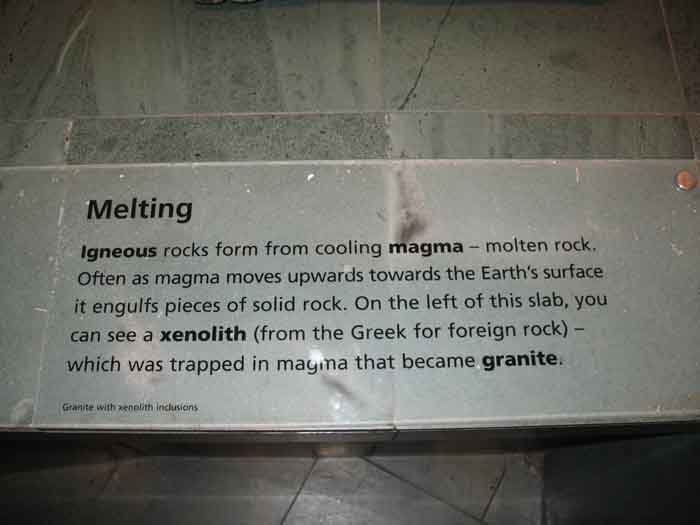 Melting
Igneous rocks form from cooling magma – molten rock.
Often as magma moves upwards towards the Earth's surface
it engulfs pieces of solid rock. On the left of this slab, you
can see a xenolith (from the Greek for foreign rock) –
which was trapped in magma that became granite.
Granite with xenolith inclusions